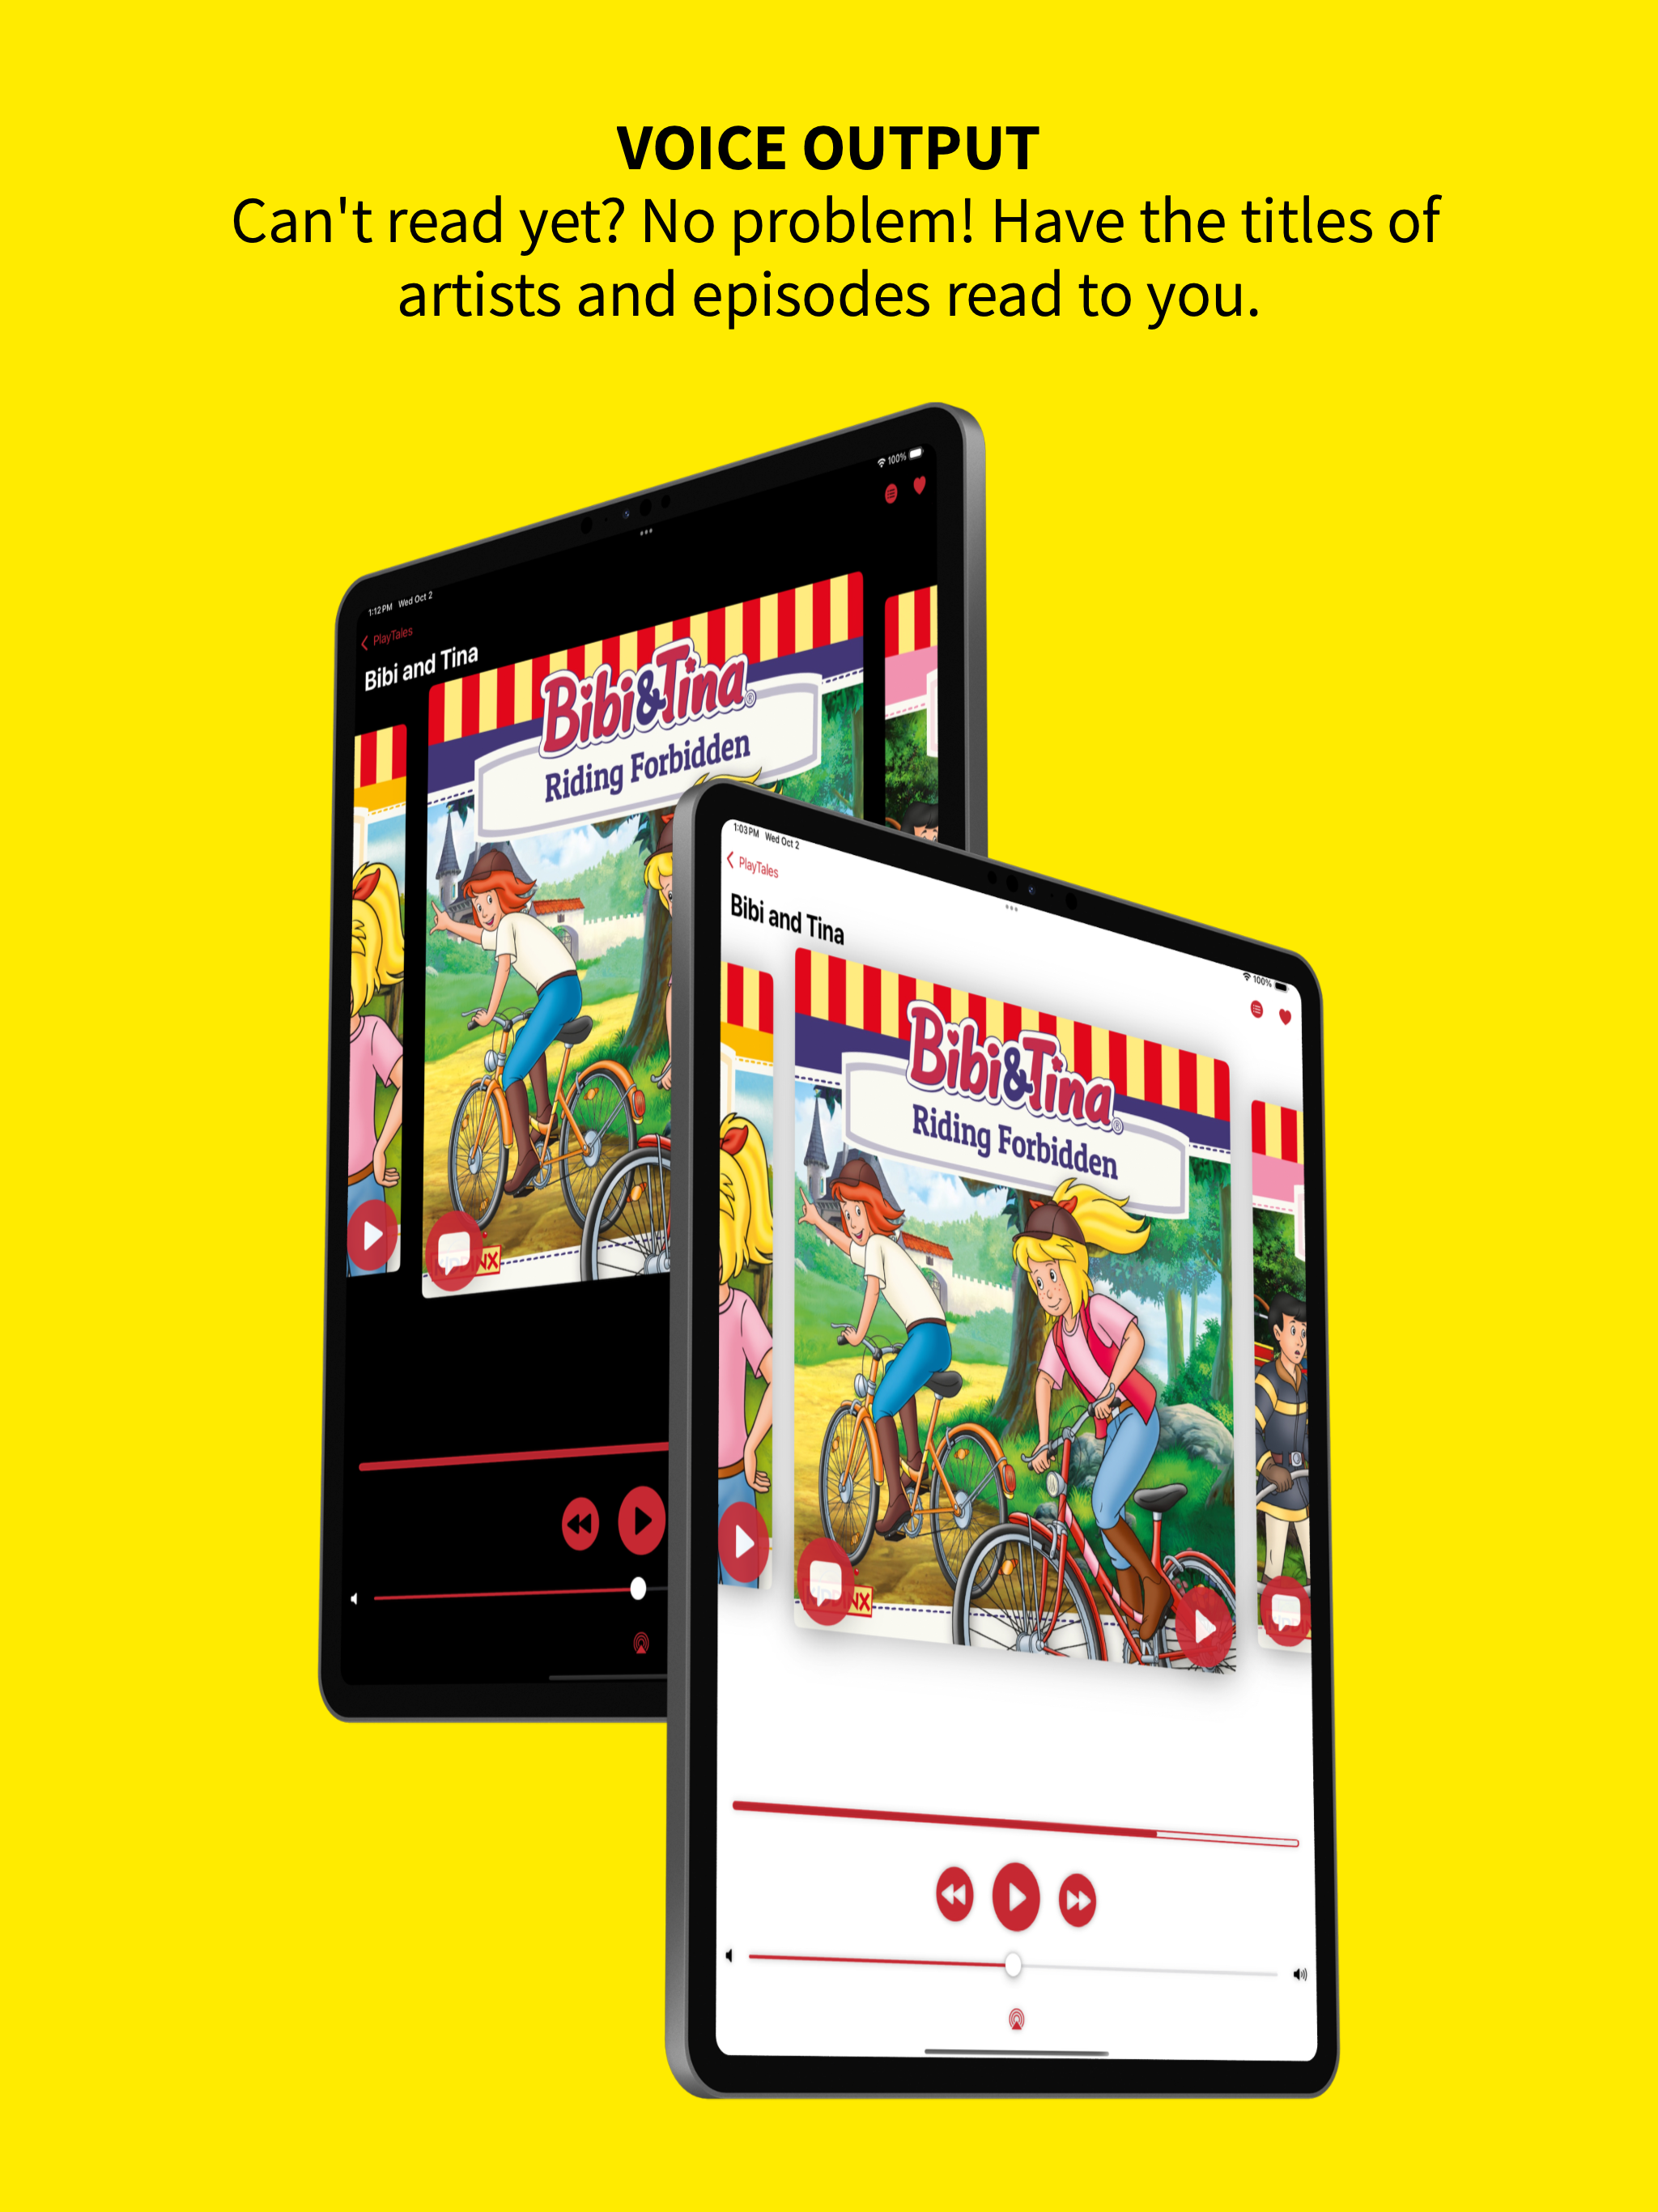 VOICE OUTPUT
Can't read yet? No problem! Have the titles of
artists and episodes read to you.
100%
1:12 PM Wed Oct 2
PlayTales
Bibi and Tina
Bibi&Tina®
Riding Forbidden
1:03 PM Wed Oct 2
PlayTales
100%
Bibi and Tina
Bibi&Tina®
Riding Forbidden